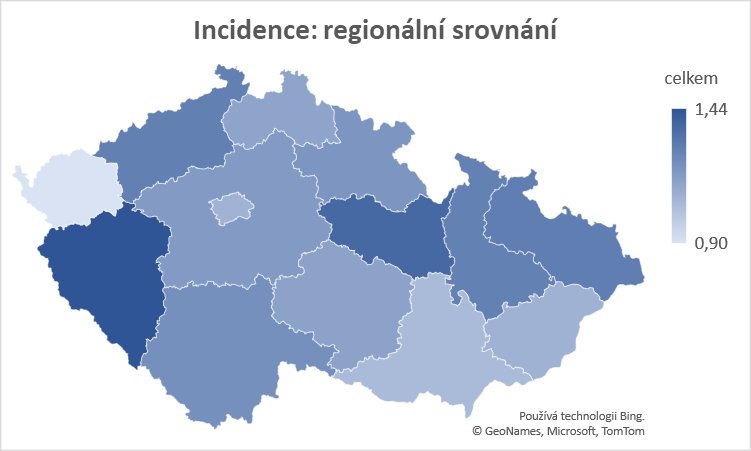 Incidence: regionální srovnání
celkem
1,44
0,90
Používá technologii Bing.
© GeoNames, Microsoft, TomTom